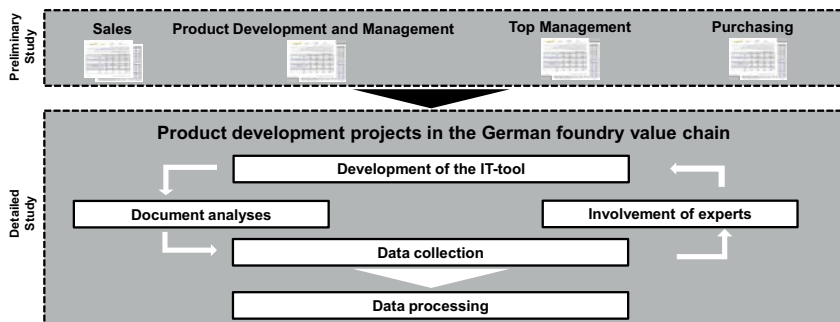 Preliminary
Study
Sales
Product Development and Management
Top Management
Purchasing
Detailed
Study
Product development projects in the German foundry value chain
Development of the IT-tool
Document analyses
Involvement of experts
Data collection
Data processing